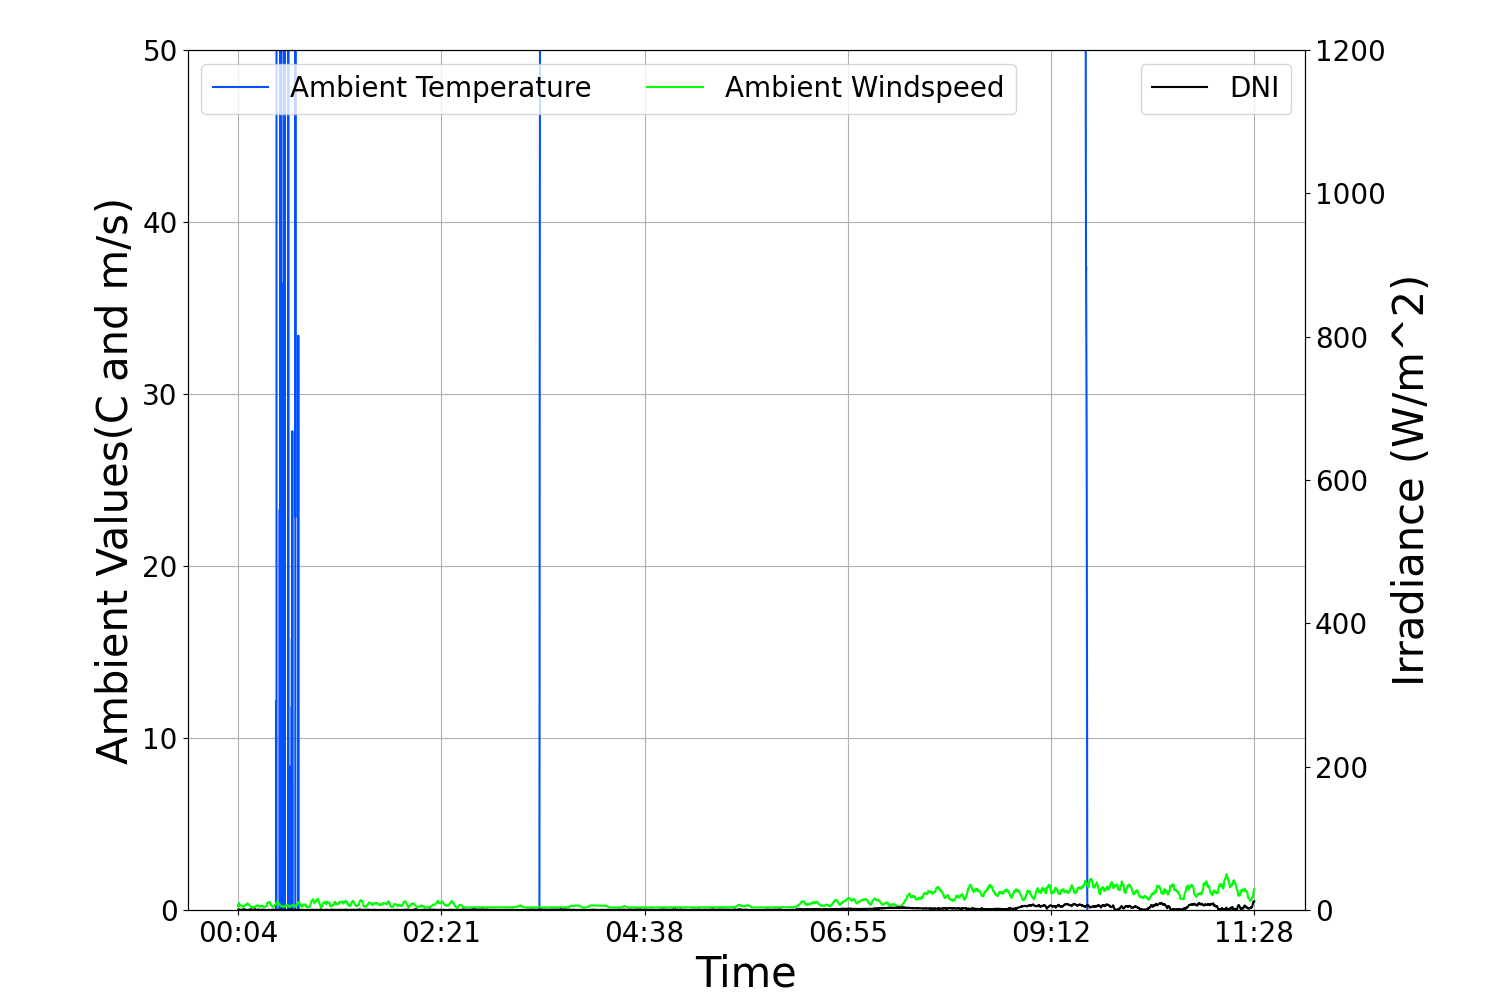 Ambient Temperature Ambient Windspeed DNI
50
40
30
20
10
0
Ambient Values(C and m/s)
1200
1000
800
600
400
200
0
Irradiance (W/m^2)
00:04 02:21 04:38 06:55 09:12 11:28
Time